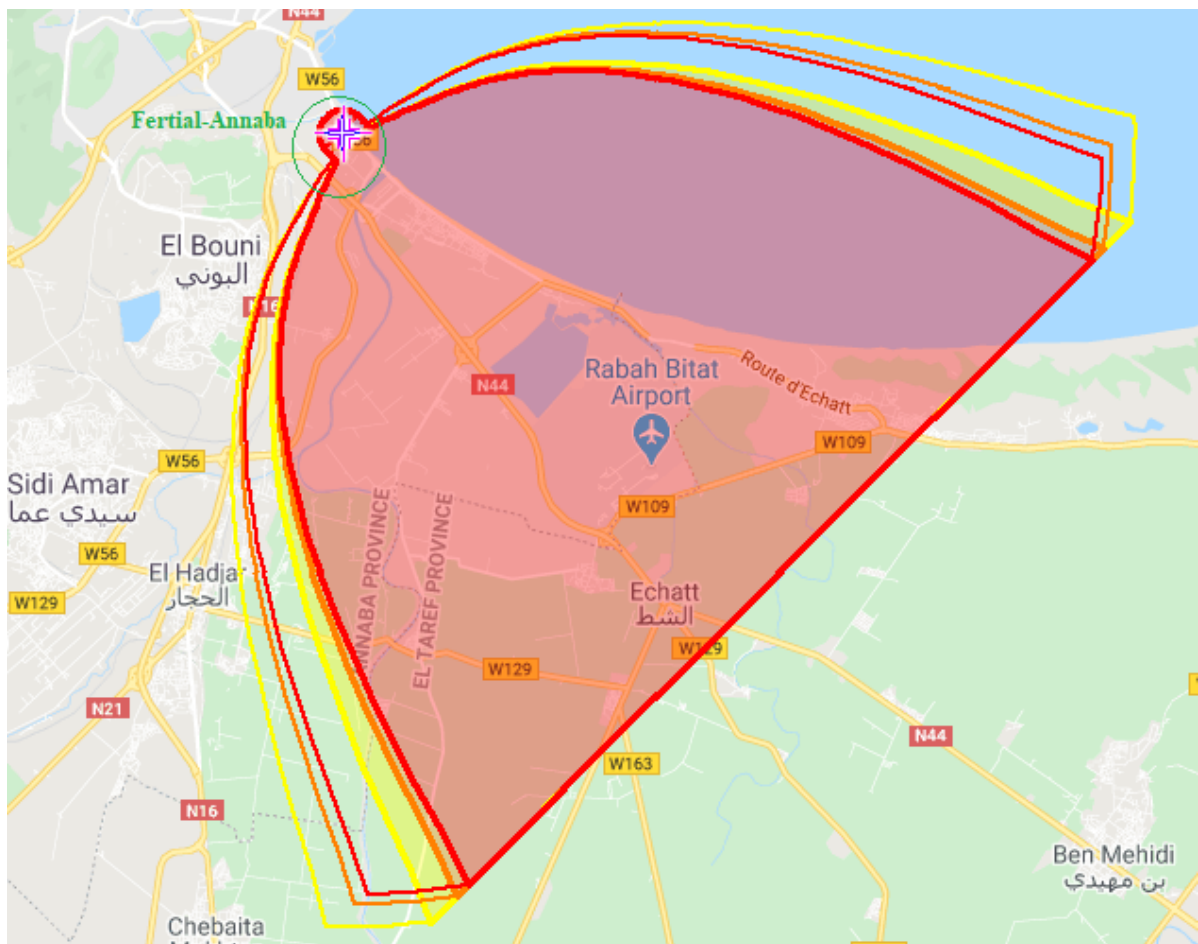 N44
W56
Fertial-Annaba
56
El Bouni
البوني
N16
Rabah Bitat
Airport
Route d'Echatt
N44
W109
W56
Sidi Amar
سيدي عما
W109
W56
El Hadja
الحجار
W129
ANNABA PROVINCE
EL TAREF PROVINCE
Echatt
الشط
W129
W129
N21
N44
W163
N16
Ben Mehidi
بن مهيدي
Chebaita